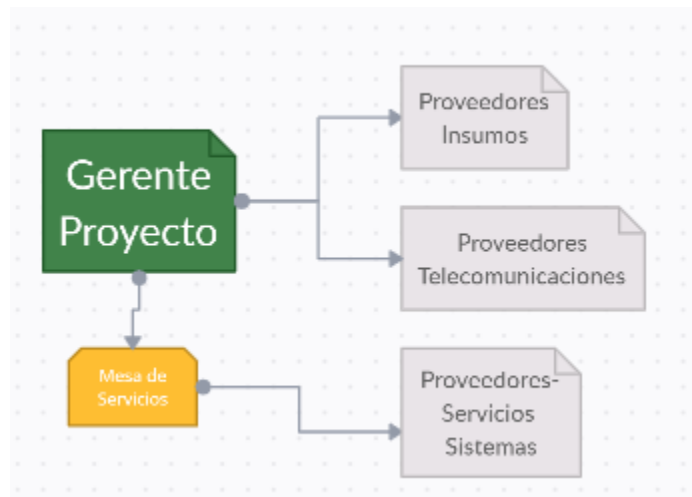 Gerente
Proyecto
Proveedores
Insumos
Proveedores
Telecomunicaciones
Mesa de
Servicios
Proveedores-
Servicios
Sistemas